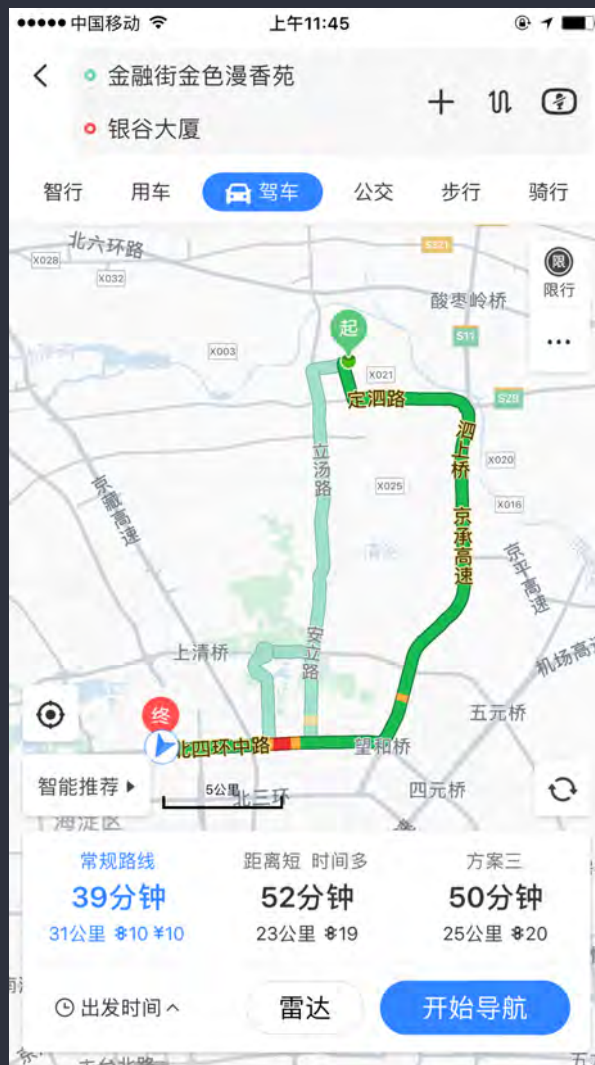 中国移动 上午11:45
金融街金色漫香苑
银谷大厦
智行 用车 驾车 公交 步行 骑行
北六环路
S321
X028
X032
限
限行
酸枣岭桥
S11
起
X003
X021
定泗路
S28
泗上桥
立汤路
X020
京藏高速
X025
X016
京承高速
京平高速
安立路
上清桥
机场高速
终
五元桥
北四环中路
望和桥
智能推荐
5公里
北三环
四元桥
海淀区
常规路线 距离短 时间多 方案三
39分钟 52分钟 50分钟
31公里 10 ¥10 23公里 19 25公里 20
出发时间 雷达 开始导航
丰台北路